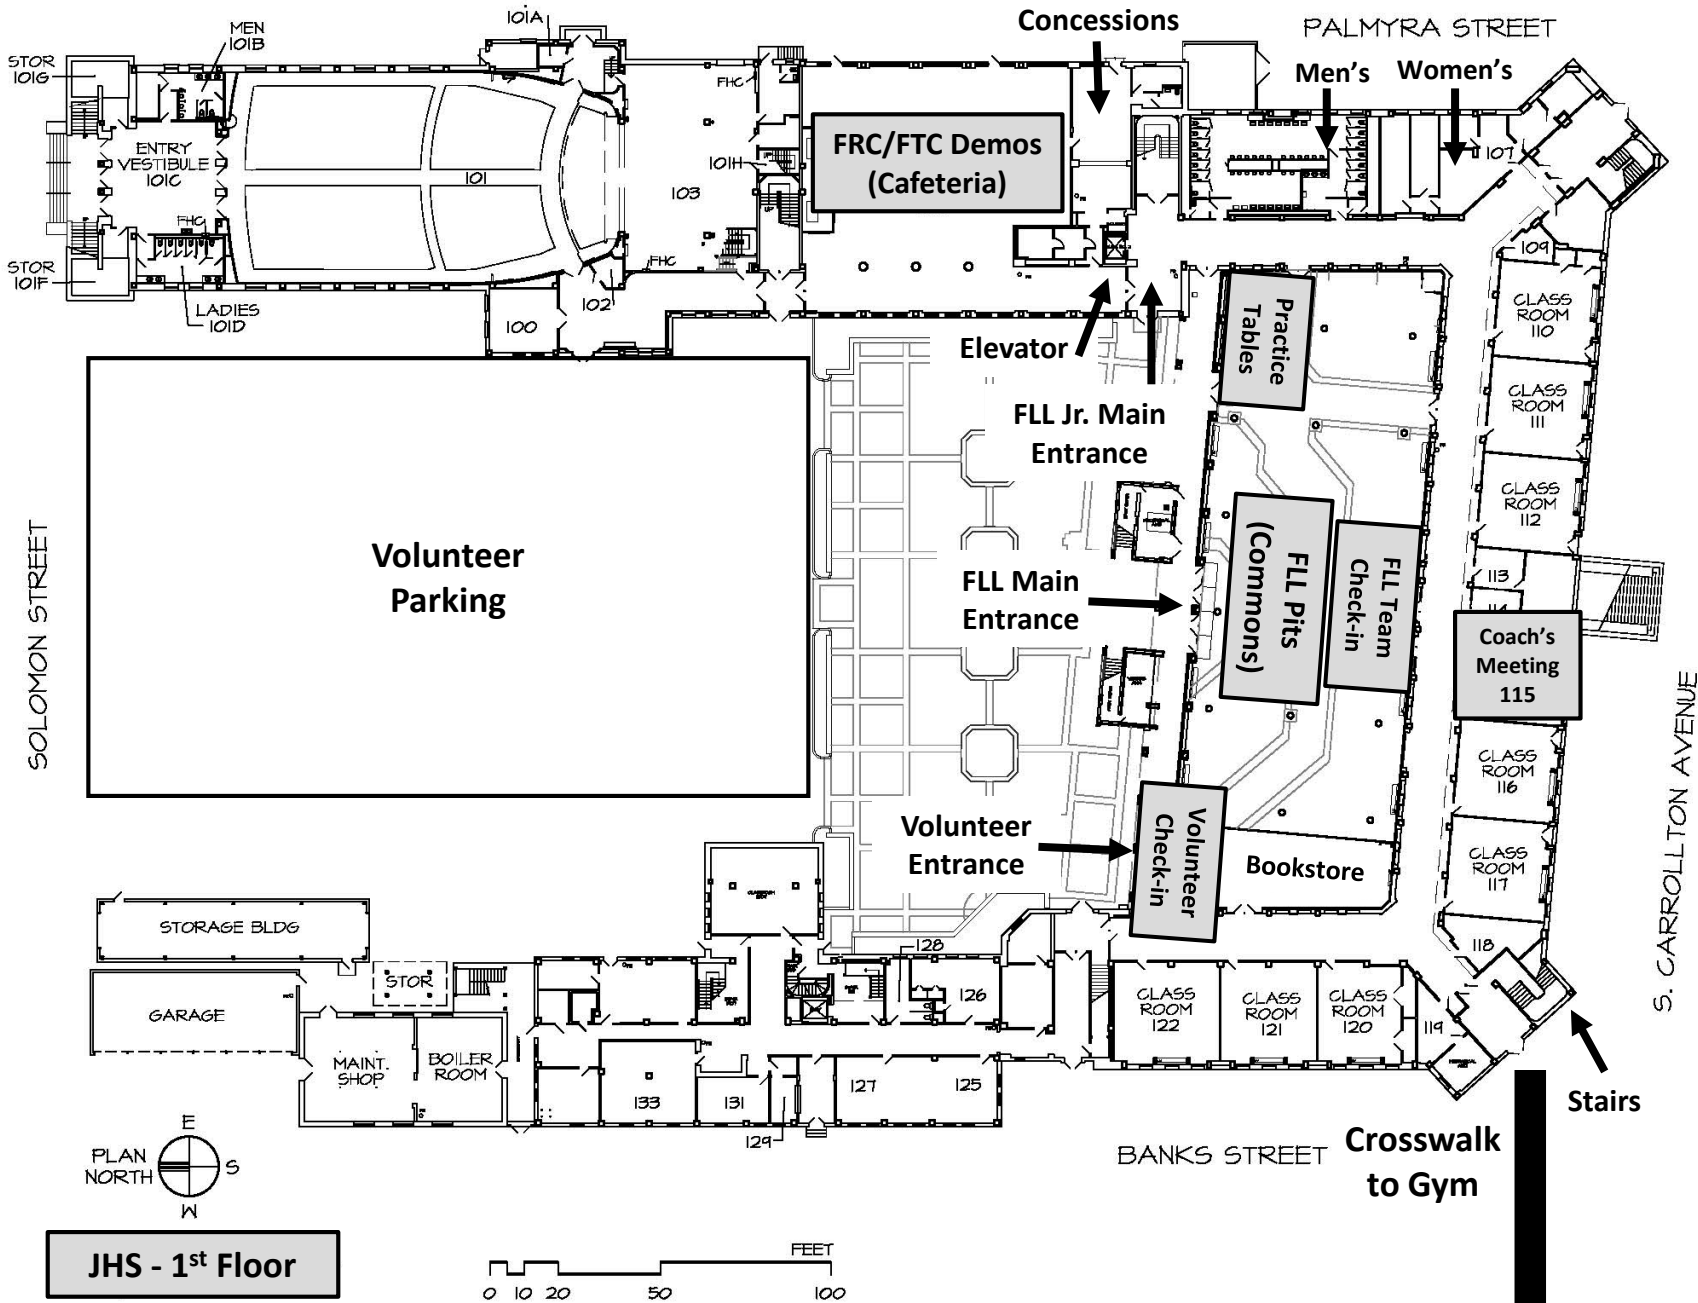 Concessions
PALMYRA STREET
Men's
Women's
101A
MEN
101B
STOR
101G
ENTRY
VESTIBULE
101C
101
FHC
FHC
101H
UP
103
FRC/FTC Demos
(Cafeteria)
107
109
STOR
101F
LADIES
101D
FHC
102
100
CLASS
ROOM
110
Practice
Tables
Elevator
FLL Jr. Main
Entrance
CLASS
ROOM
111
CLASS
ROOM
112
SOLOMON STREET
Volunteer
Parking
FLL Main
Entrance
FLL Pits
(Commons)
FLL Team
Check-in
113
Coach's
Meeting
115
S. CARROLLTON AVENUE
CLASS
ROOM
116
Volunteer
Entrance
Volunteer
Check-in
Bookstore
CLASS
ROOM
117
118
STORAGE BLDG
STOR
GARAGE
128
126
CLASS
ROOM
122
CLASS
ROOM
121
CLASS
ROOM
120
119
MAINT.
SHOP
BOILER
ROOM
133
131
129
127
125
Stairs
BANKS STREET
Crosswalk
to Gym
PLAN
NORTH
E
S
W
JHS - 1st Floor
FEET
0 10 20 50 100